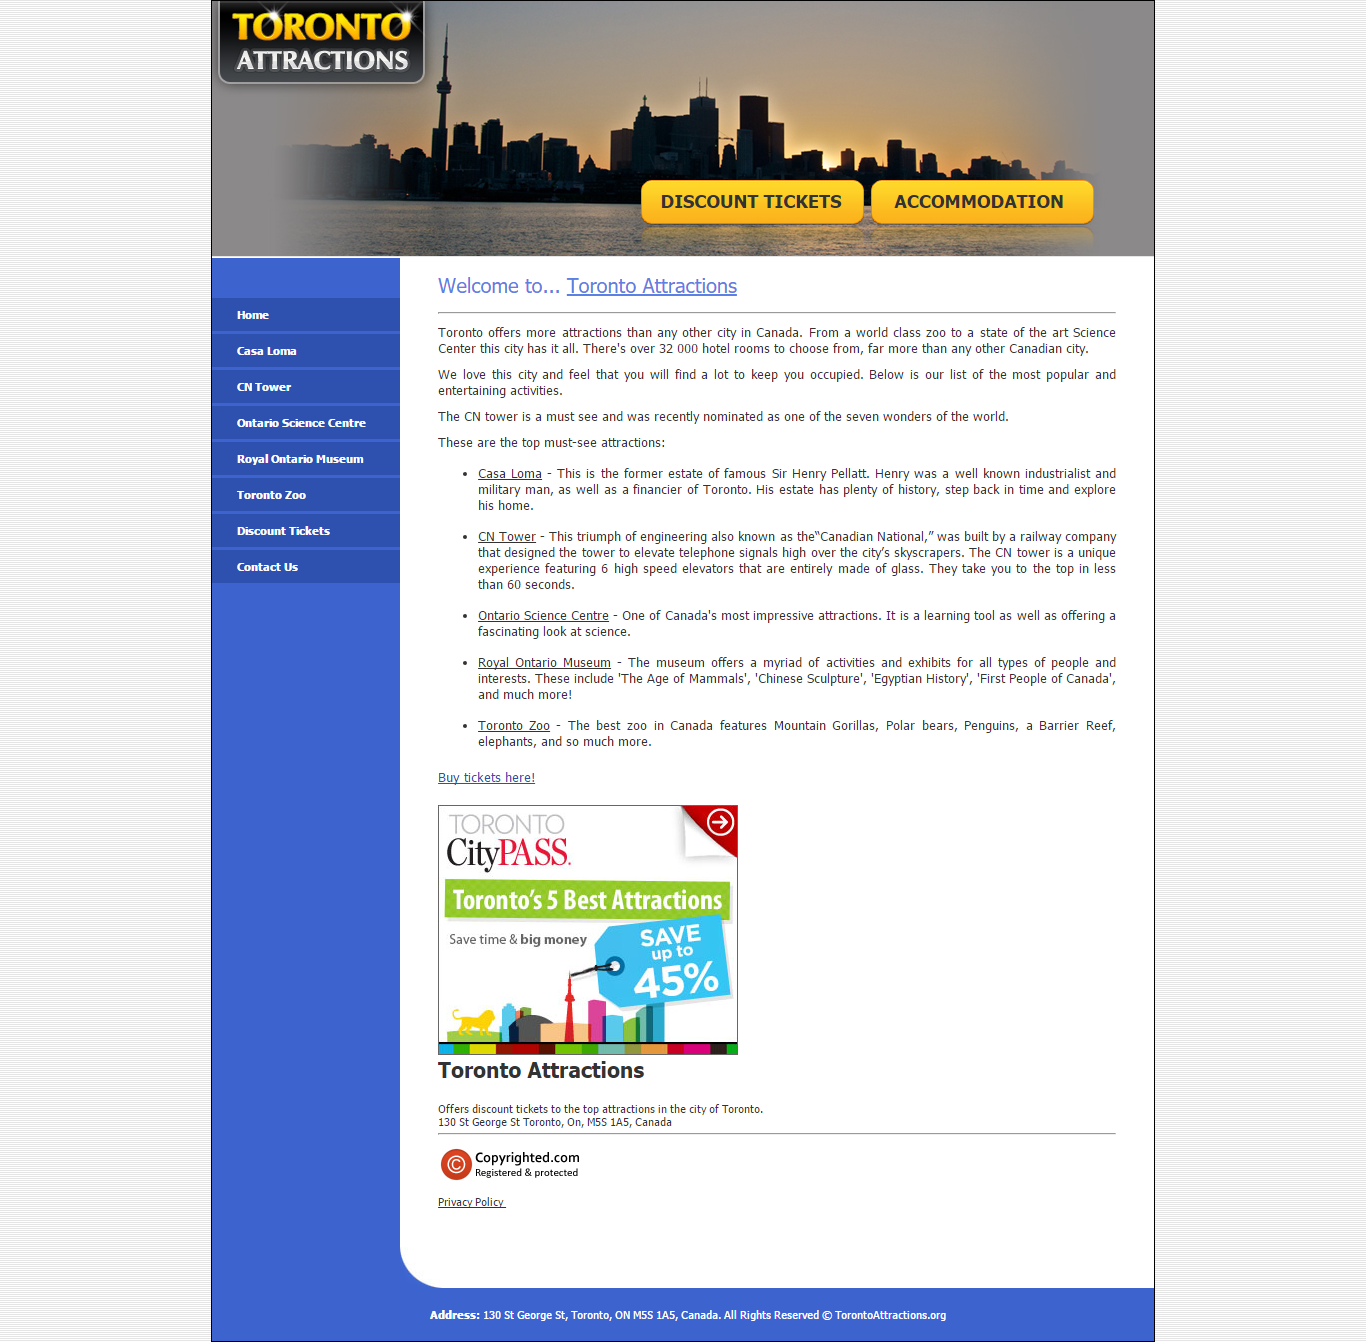 TORONTO
ATTRACTIONS
DISCOUNT TICKETS
ACCOMMODATION
Home
Casa Loma
CN Tower
Ontario Science Centre
Royal Ontario Museum
Toronto Zoo
Discount Tickets
Contact Us
Welcome to... Toronto Attractions
Toronto offers more attractions than any other city in Canada. From a world class zoo to a state of the art Science
Center this city has it all. There's over 32 000 hotel rooms to choose from, far more than any other Canadian city.
We love this city and feel that you will find a lot to keep you occupied. Below is our list of the most popular and
entertaining activities.
The CN tower is a must see and was recently nominated as one of the seven wonders of the world.
These are the top must-see attractions:
• Casa Loma - This is the former estate of famous Sir Henry Pellatt. Henry was a well known industrialist and
military man, as well as a financier of Toronto. His estate has plenty of history, step back in time and explore
his home.
• CN Tower - This triumph of engineering also known as the“Canadian National,” was built by a railway company
that designed the tower to elevate telephone signals high over the city’s skyscrapers. The CN tower is a unique
experience featuring 6 high speed elevators that are entirely made of glass. They take you to the top in less
than 60 seconds.
• Ontario Science Centre - One of Canada's most impressive attractions. It is a learning tool as well as offering a
fascinating look at science.
• Royal Ontario Museum - The museum offers a myriad of activities and exhibits for all types of people and
interests. These include 'The Age of Mammals', 'Chinese Sculpture', 'Egyptian History', 'First People of Canada',
and much more!
• Toronto Zoo - The best zoo in Canada features Mountain Gorillas, Polar bears, Penguins, a Barrier Reef,
elephants, and so much more.
Buy tickets here!
TORONTO
CityPASS.
Toronto's 5 Best Attractions
Save time & big money
SAVE
up to
45%
Toronto Attractions
Offers discount tickets to the top attractions in the city of Toronto.
130 St George St Toronto, On, M5S 1A5, Canada
© Copyrighted.com
Registered & protected
Privacy Policy
Address: 130 St George St, Toronto, ON M5S 1A5, Canada. All Rights Reserved © TorontoAttractions.org